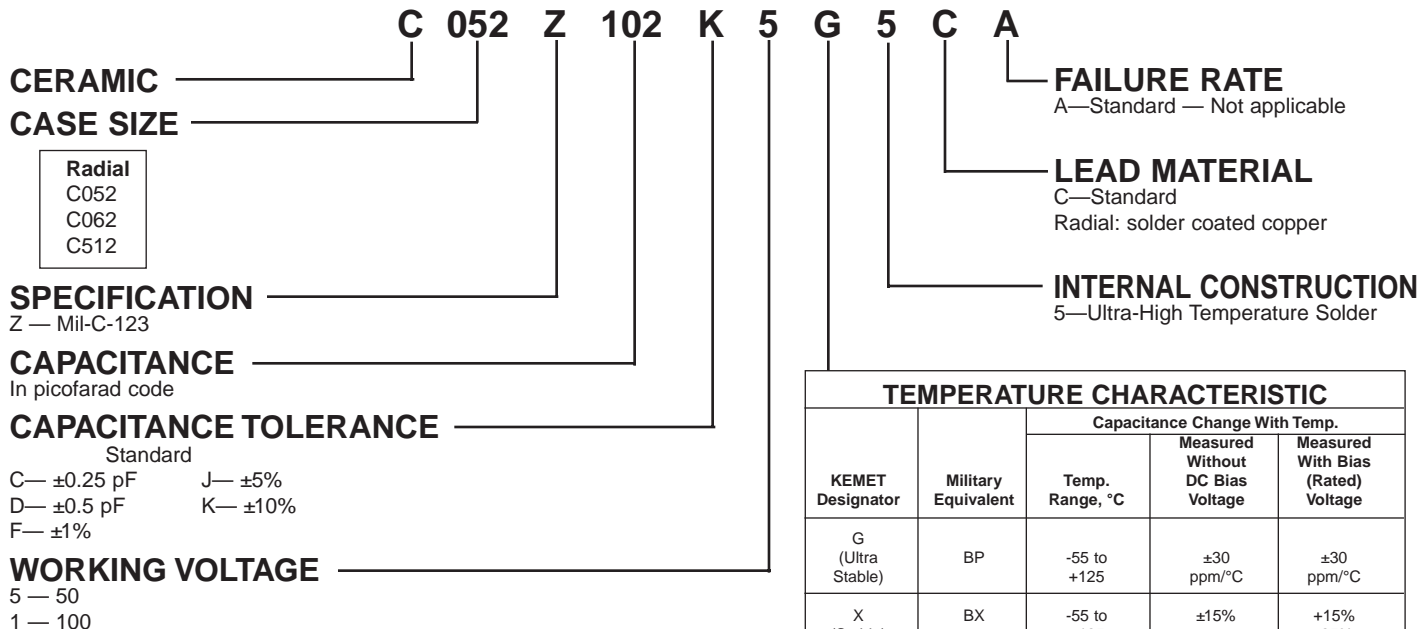 C 052 Z 102 K 5 G 5 C A
CERAMIC
CASE SIZE
Radial
C052
C062
C512
SPECIFICATION
Z — Mil-C-123
CAPACITANCE
In picofarad code
CAPACITANCE TOLERANCE
Standard
C— ±0.25 pF J— ±5%
D— ±0.5 pF K— ±10%
F— ±1%
WORKING VOLTAGE
5 — 50
1 — 100
FAILURE RATE
A—Standard — Not applicable
LEAD MATERIAL
C—Standard
Radial: solder coated copper
INTERNAL CONSTRUCTION
5—Ultra-High Temperature Solder
TEMPERATURE CHARACTERISTIC
Capacitance Change With Temp.
KEMET
Designator
Military
Equivalent
Temp.
Range, °C
Measured
Without
DC Bias
Voltage
Measured
With Bias
(Rated)
Voltage
G
(Ultra
Stable)
BP
-55 to
+125
±30
ppm/°C
±30
ppm/°C
X
BX
-55 to
±15%
+15%